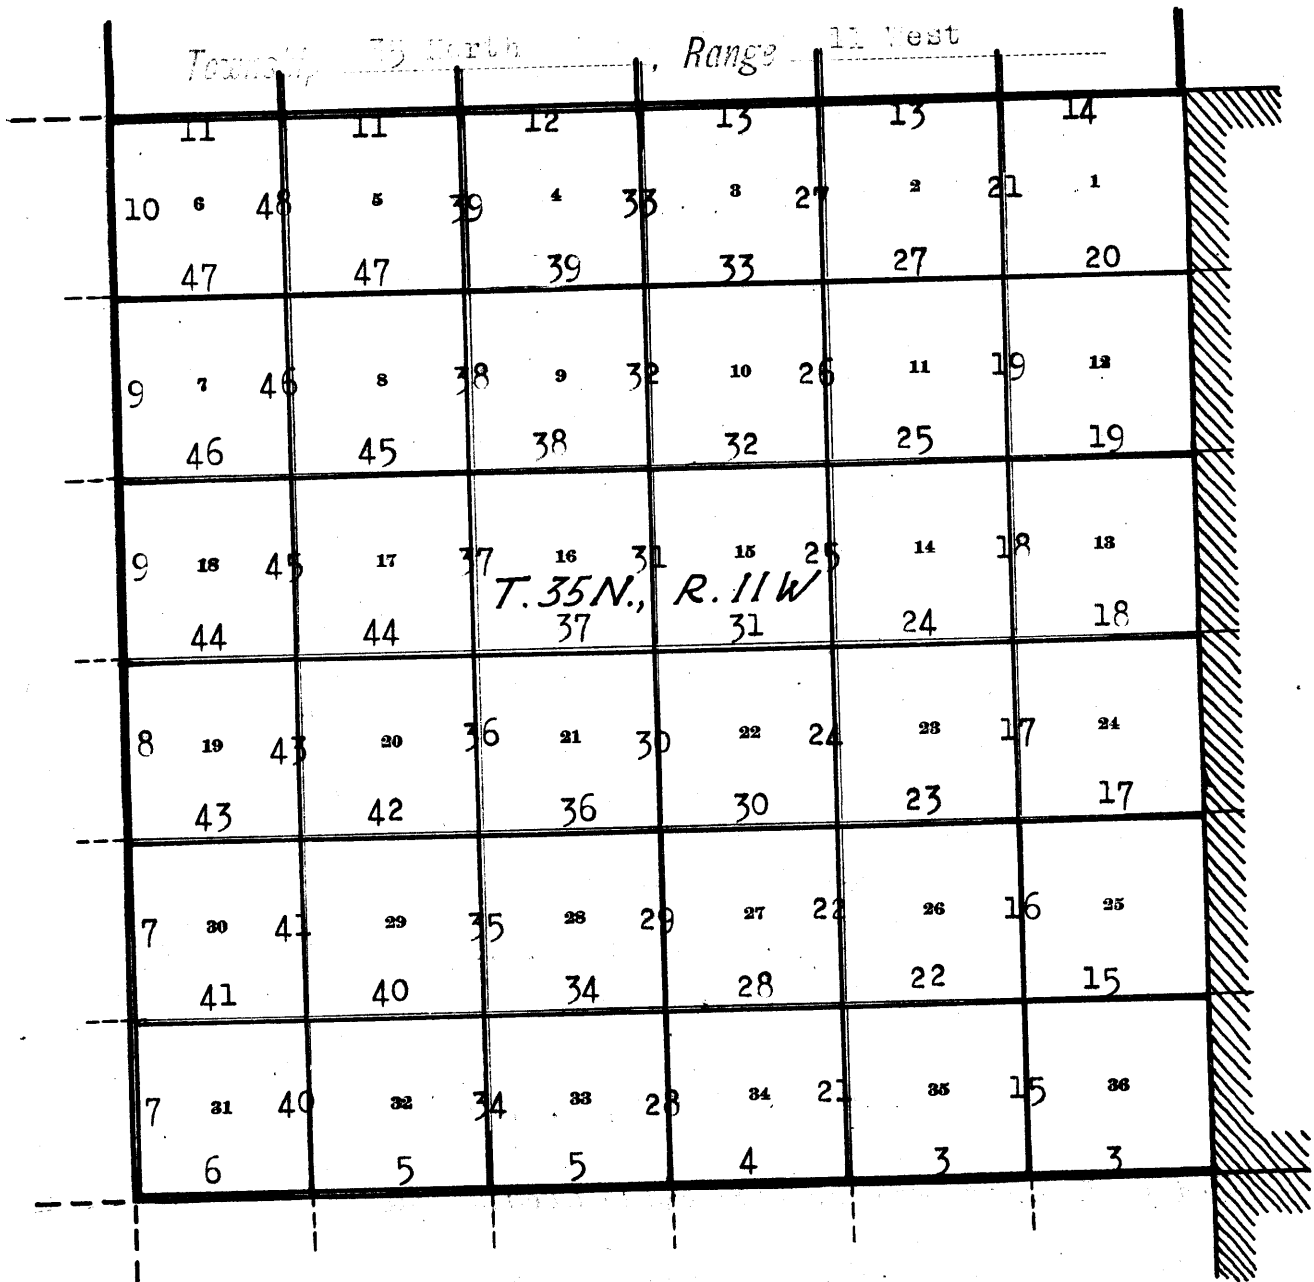 Township 35 North, Range 11 West
11 11 12 13 13 14
10 6 48 5 39 4 33 3 27 2 21 1
47 47 39 33 27 20
9 7 46 8 38 9 32 10 26 11 19 12
46 45 38 32 25 19
9 18 45 17 37 16 31 15 25 14 18 13
T. 35 N., R. 11 W
44 44 37 31 24 18
8 19 43 20 36 21 30 22 24 23 17 24
43 42 36 30 23 17
7 30 41 29 35 28 29 27 22 26 16 25
41 40 34 28 22 15
7 31 40 32 34 33 28 34 21 35 15 36
6 5 5 4 3 3